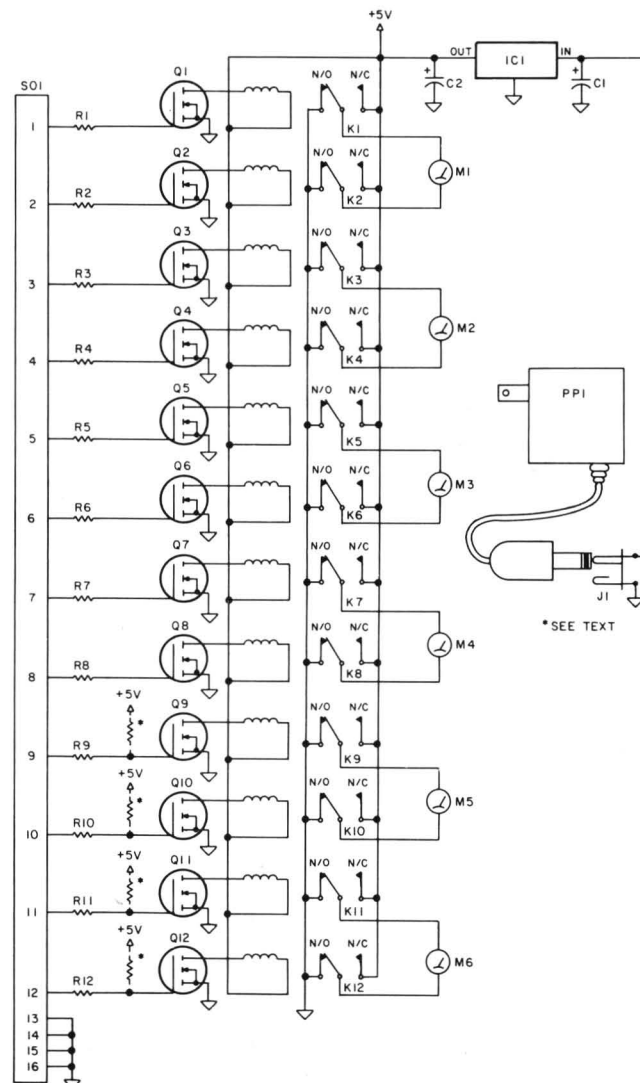 +5V
OUT
IC1
IN
+
C2
+
C1
SO1
1
R1
Q1
N/O
N/C
K1
M1
2
R2
Q2
N/O
N/C
K2
3
R3
Q3
N/O
N/C
K3
M2
4
R4
Q4
N/O
N/C
K4
5
R5
Q5
N/O
N/C
K5
M3
6
R6
Q6
N/O
N/C
K6
7
R7
Q7
N/O
N/C
K7
M4
8
R8
Q8
N/O
N/C
K8
+5V
*
9
R9
Q9
N/O
N/C
K9
M5
+5V
*
10
R10
Q10
N/O
N/C
K10
+5V
*
11
R11
Q11
N/O
N/C
K11
M6
+5V
*
12
R12
Q12
N/O
N/C
K12
13
14
15
16
PP1
J1
*SEE TEXT